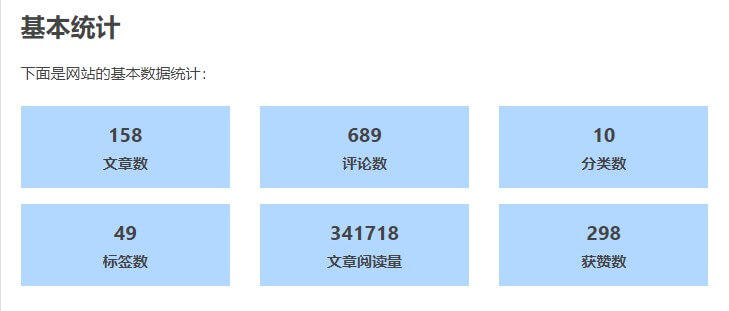 基本统计
下面是网站的基本数据统计：
158
文章数
689
评论数
10
分类数
49
标签数
341718
文章阅读量
298
获赞数